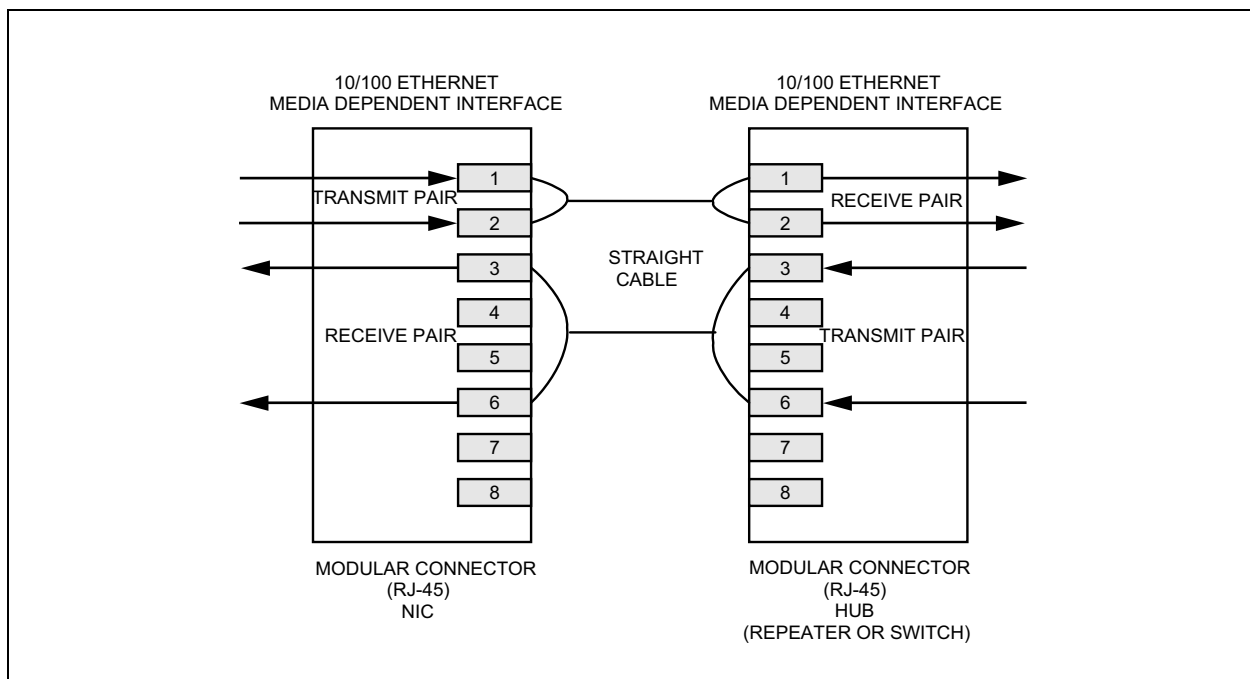 10/100 ETHERNET
MEDIA DEPENDENT INTERFACE
10/100 ETHERNET
MEDIA DEPENDENT INTERFACE
1
TRANSMIT PAIR
2
3
4
RECEIVE PAIR
5
6
7
8
STRAIGHT
CABLE
1
RECEIVE PAIR
2
3
4
TRANSMIT PAIR
5
6
7
8
MODULAR CONNECTOR
(RJ-45)
NIC
MODULAR CONNECTOR
(RJ-45)
HUB
(REPEATER OR SWITCH)